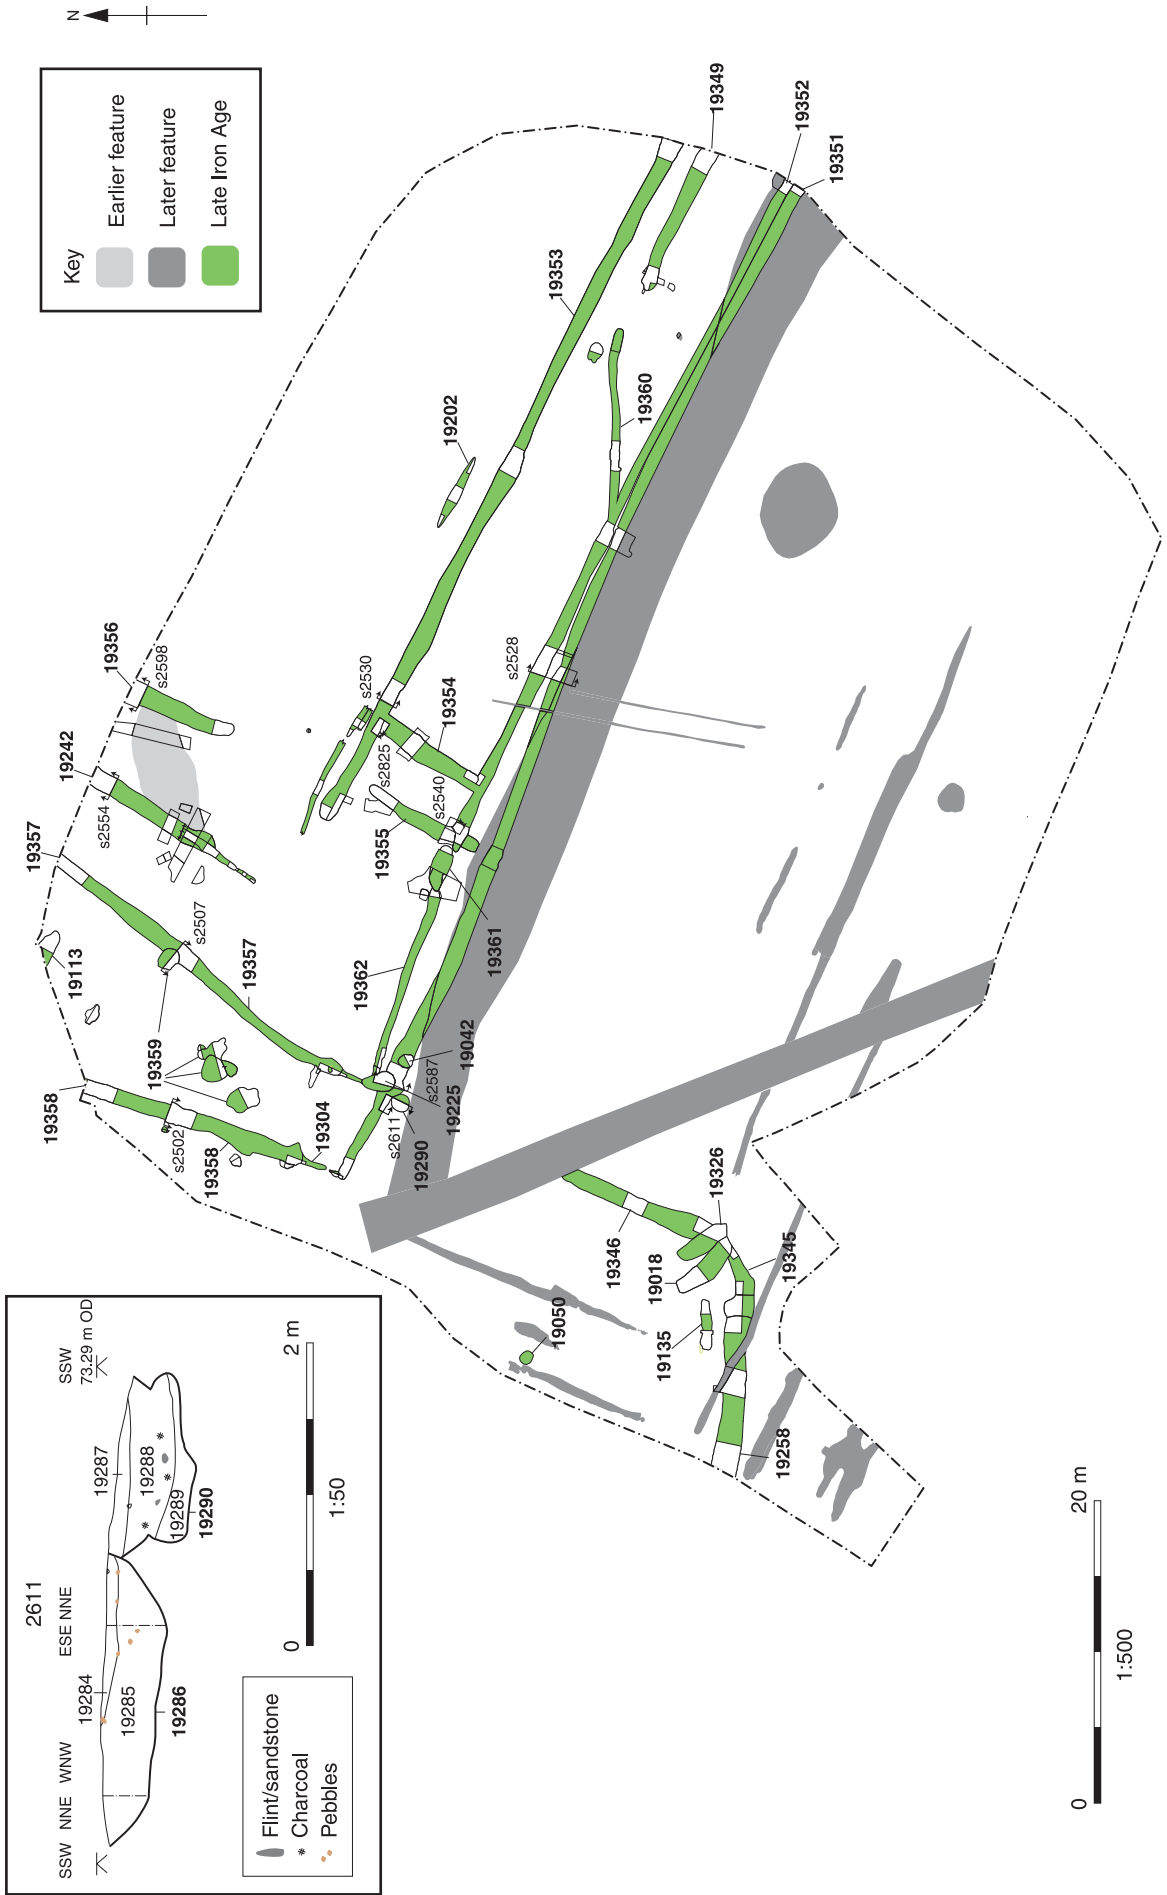 N
Key
Earlier feature
Later feature
Late Iron Age
19349
19352
19351
19353
19360
19202
19356
s2598
s2528
s2530
19354
19242
s2554
s2825
s2540
19355
19357
s2507
19361
19113
19357
19362
19359
19042
s2587
19225
19358
19304
s2611
19290
s2502
19358
19326
19346
19018
19345
19050
19135
19258
2611
SSW NNE WNW ESE NNE SSW
73.29 m OD
19284
19285
19286
19287
19288
19289
19290
Flint/sandstone
Charcoal
Pebbles
0 2 m
1:50
0 20 m
1:500